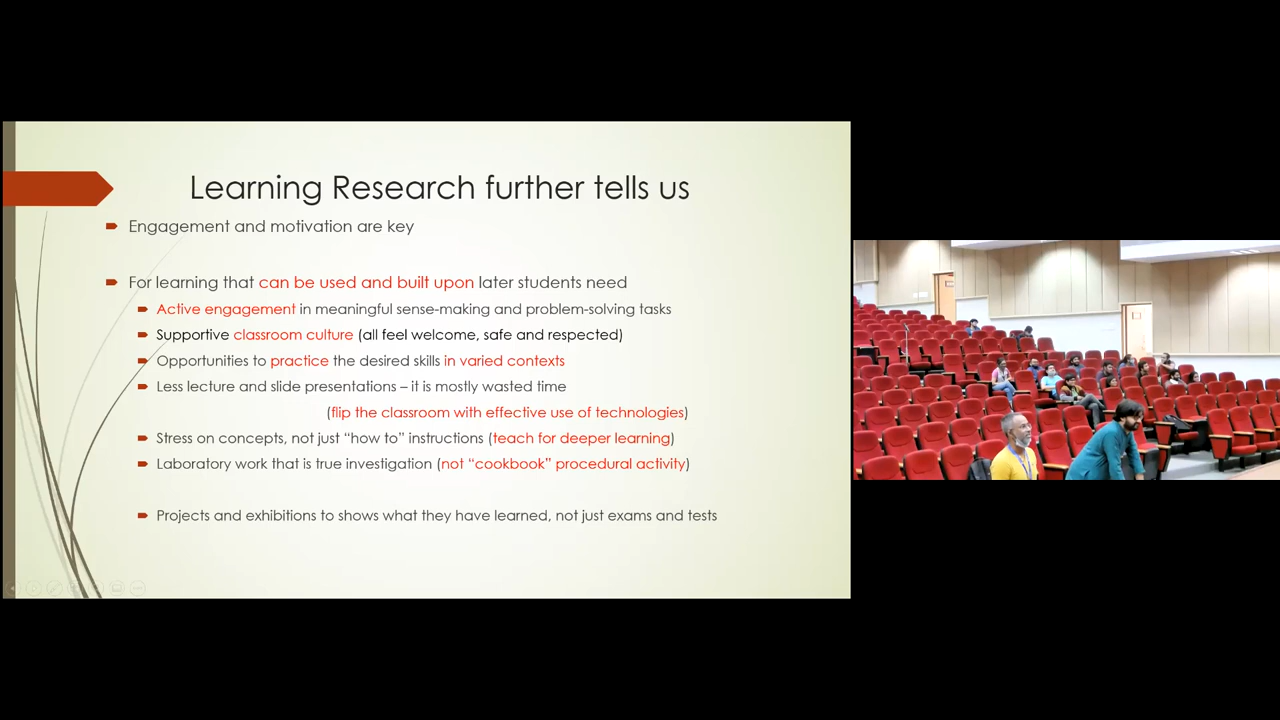 Learning Research further tells us
Engagement and motivation are key
For learning that can be used and built upon later students need
Active engagement in meaningful sense-making and problem-solving tasks
Supportive classroom culture (all feel welcome, safe and respected)
Opportunities to practice the desired skills in varied contexts
Less lecture and slide presentations – it is mostly wasted time
(flip the classroom with effective use of technologies)
Stress on concepts, not just “how to” instructions (teach for deeper learning)
Laboratory work that is true investigation (not “cookbook” procedural activity)
Projects and exhibitions to shows what they have learned, not just exams and tests